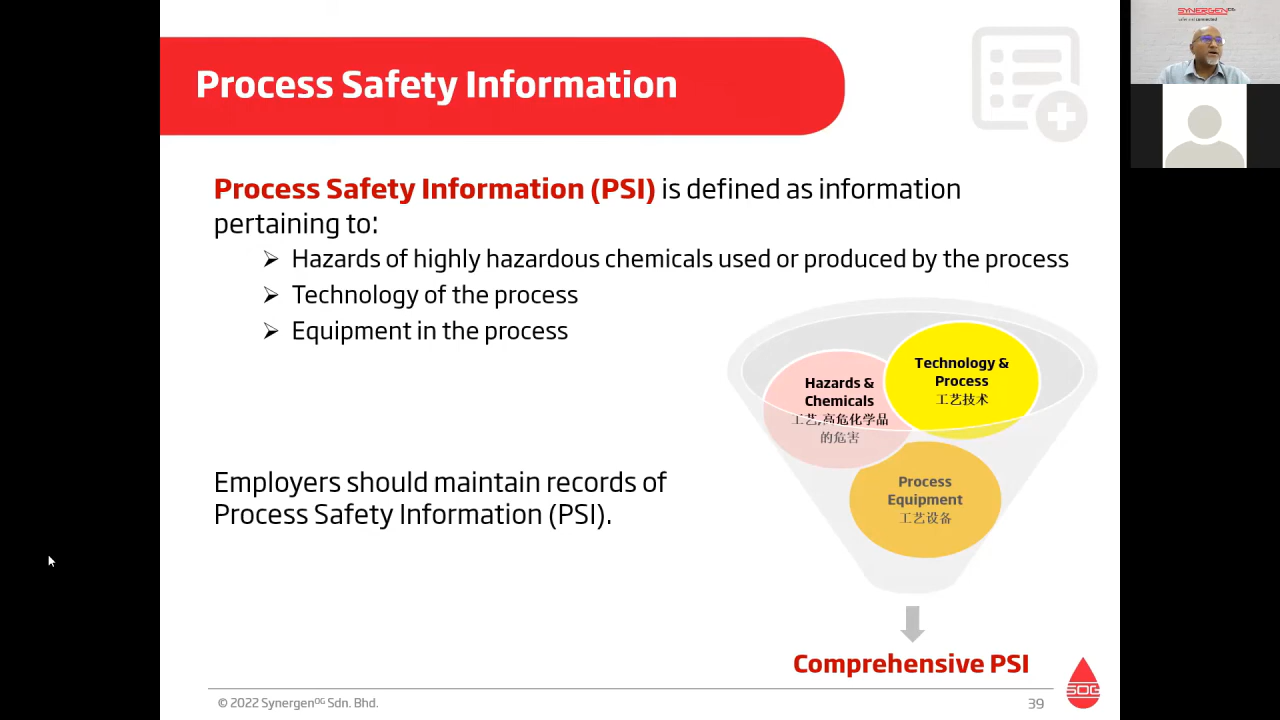 Process Safety Information
SYNERGEN OG
Process Safety Information (PSI) is defined as information
pertaining to:
Hazards of highly hazardous chemicals used or produced by the process
Technology of the process
Equipment in the process
Technology &
Process
工艺技术
Hazards &
Chemicals
工艺,高危化学品
的危害
Process
Equipment
工艺设备
Employers should maintain records of
Process Safety Information (PSI).
Comprehensive PSI
SOG
© 2022 Synergenᴼᴳ Sdn. Bhd.
39